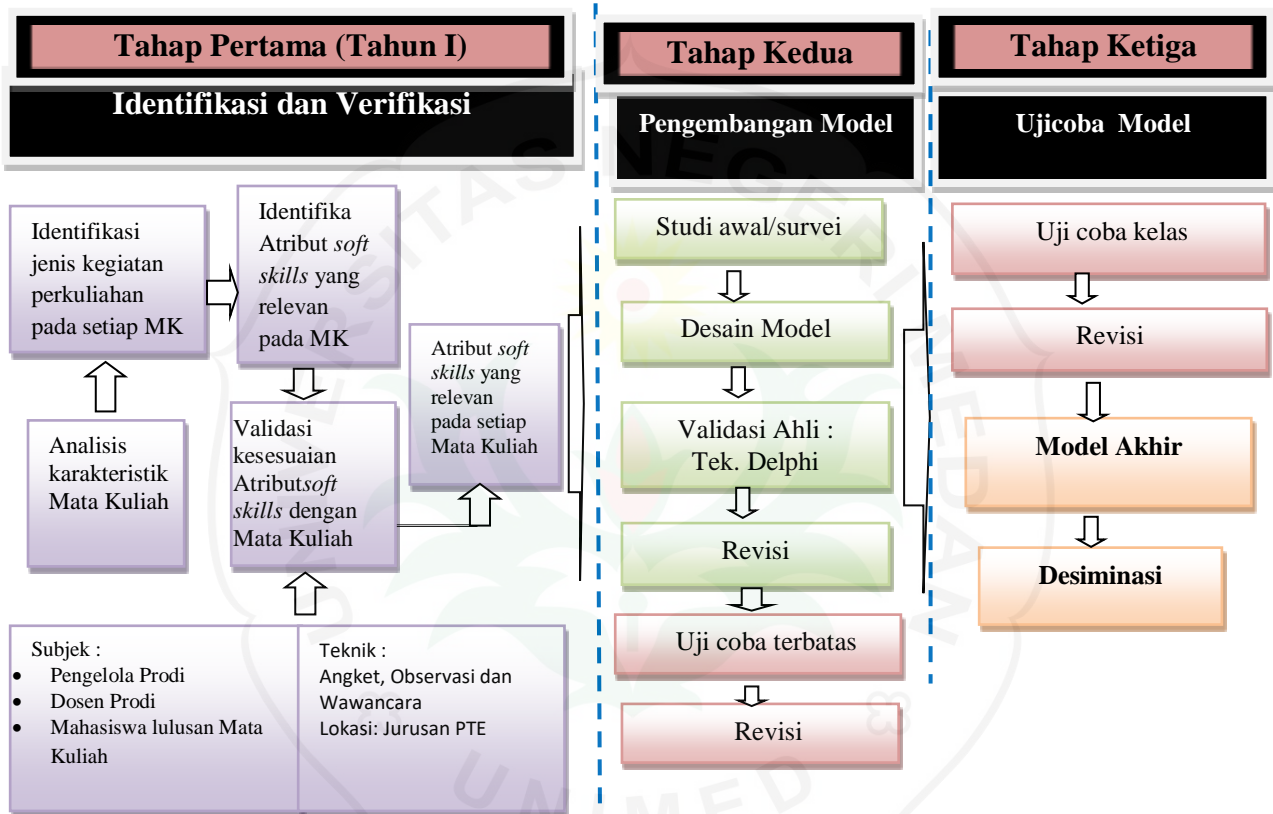 Tahap Pertama (Tahun I)
Identifikasi dan Verifikasi
Identifikasi
jenis kegiatan
perkuliahan
pada setiap MK
Identifika
Atribut soft
skills yang
relevan
pada MK
Analisis
karakteristik
Mata Kuliah
Validasi
kesesuaian
Atributsoft
skills dengan
Mata Kuliah
Atribut soft
skills yang
relevan
pada setiap
Mata Kuliah
Subjek :
• Pengelola Prodi
• Dosen Prodi
• Mahasiswa lulusan Mata
Kuliah
Teknik :
Angket, Observasi dan
Wawancara
Lokasi: Jurusan PTE
Tahap Kedua
Pengembangan Model
Studi awal/survei
Desain Model
Validasi Ahli :
Tek. Delphi
Revisi
Uji coba terbatas
Revisi
Tahap Ketiga
Ujicoba Model
Uji coba kelas
Revisi
Model Akhir
Desiminasi
UNIVERSITAS NEGERI MEDAN
UNIMED